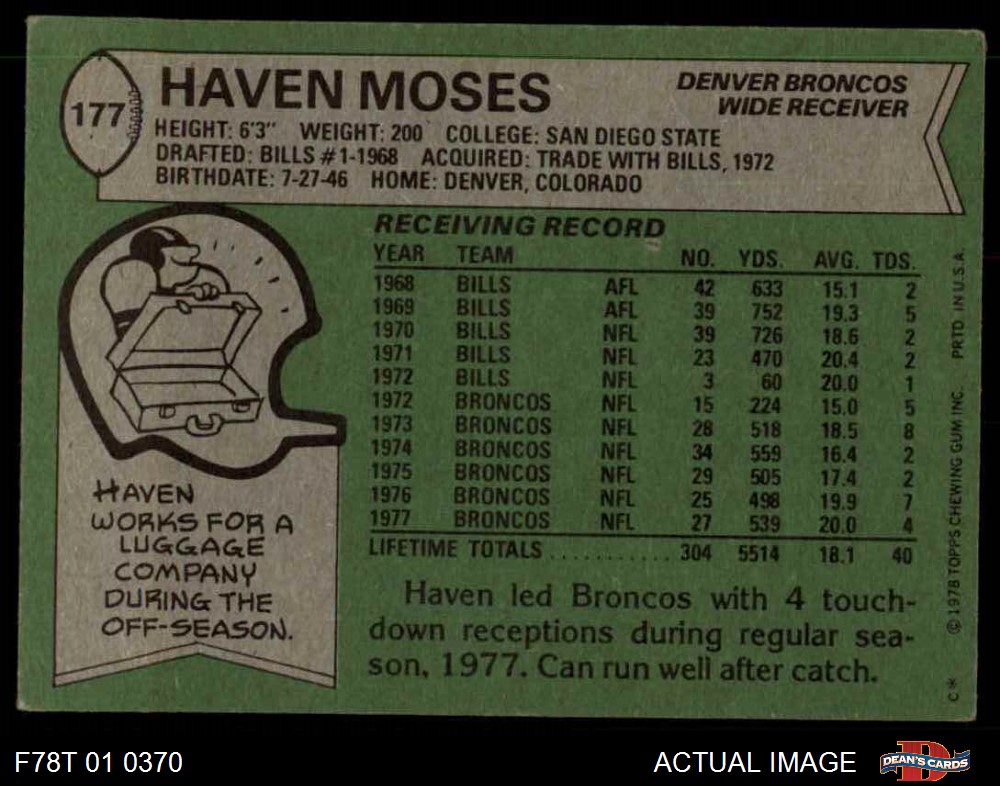 177
HAVEN MOSES
DENVER BRONCOS
WIDE RECEIVER
HEIGHT: 6'3" WEIGHT: 200 COLLEGE: SAN DIEGO STATE
DRAFTED: BILLS #1-1968 ACQUIRED: TRADE WITH BILLS, 1972
BIRTHDATE: 7-27-46 HOME: DENVER, COLORADO
RECEIVING RECORD
YEAR TEAM NO. YDS. AVG. TDS.
1968 BILLS AFL 42 633 15.1 2
1969 BILLS AFL 39 752 19.3 5
1970 BILLS NFL 39 726 18.6 2
1971 BILLS NFL 23 470 20.4 2
1972 BILLS NFL 3 60 20.0 1
1972 BRONCOS NFL 15 224 15.0 5
1973 BRONCOS NFL 28 518 18.5 8
1974 BRONCOS NFL 34 559 16.4 2
1975 BRONCOS NFL 29 505 17.4 2
1976 BRONCOS NFL 25 498 19.9 7
1977 BRONCOS NFL 27 539 20.0 4
LIFETIME TOTALS........... 304 5514 18.1 40
HAVEN
WORKS FOR A
LUGGAGE
COMPANY
DURING THE
OFF-SEASON.
Haven led Broncos with 4 touch-
down receptions during regular sea-
son, 1977. Can run well after catch.
C* ©1978 TOPPS CHEWING GUM INC. PRTD IN U.S.A.
F78T 01 0370
ACTUAL IMAGE
D
DEAN'S CARDS